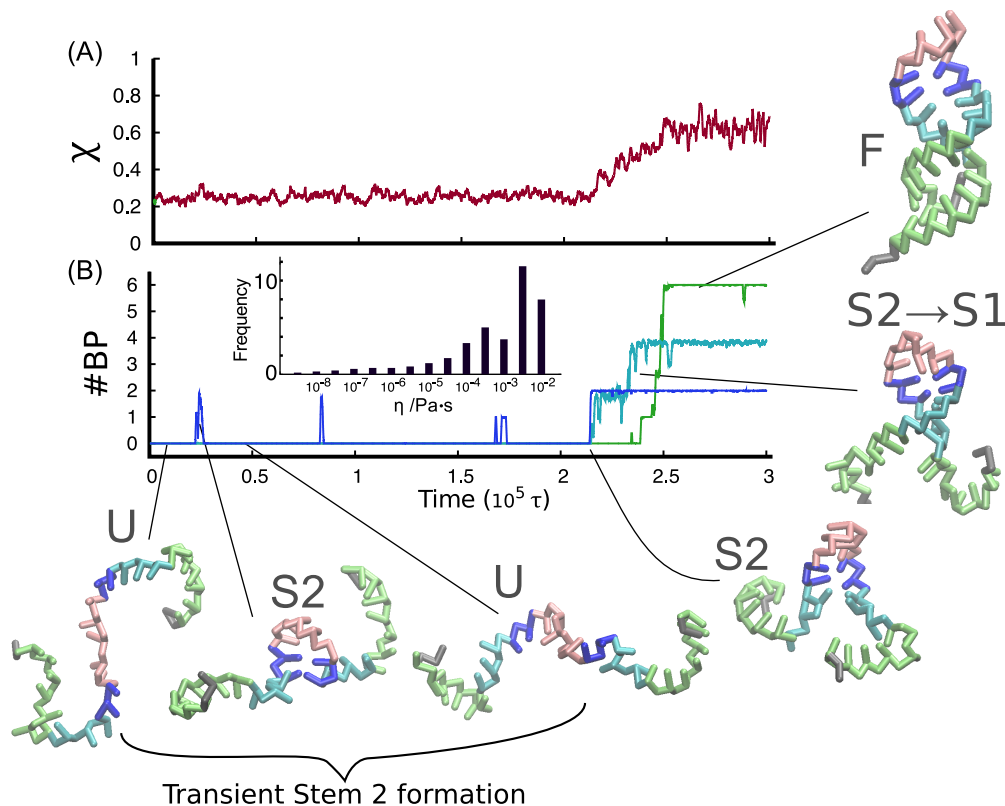 (A)
1
0.8
0.6
0.4
0.2
0
χ
F
(B)
6
5
4
3
2
1
0
#BP
10
0
Frequency
10⁻⁸ 10⁻⁷ 10⁻⁶ 10⁻⁵ 10⁻⁴ 10⁻³ 10⁻²
η /Pa•s
S2→S1
0 0.5 1 1.5 2 2.5 3
Time (10⁵ τ)
U
S2
U
S2
Transient Stem 2 formation